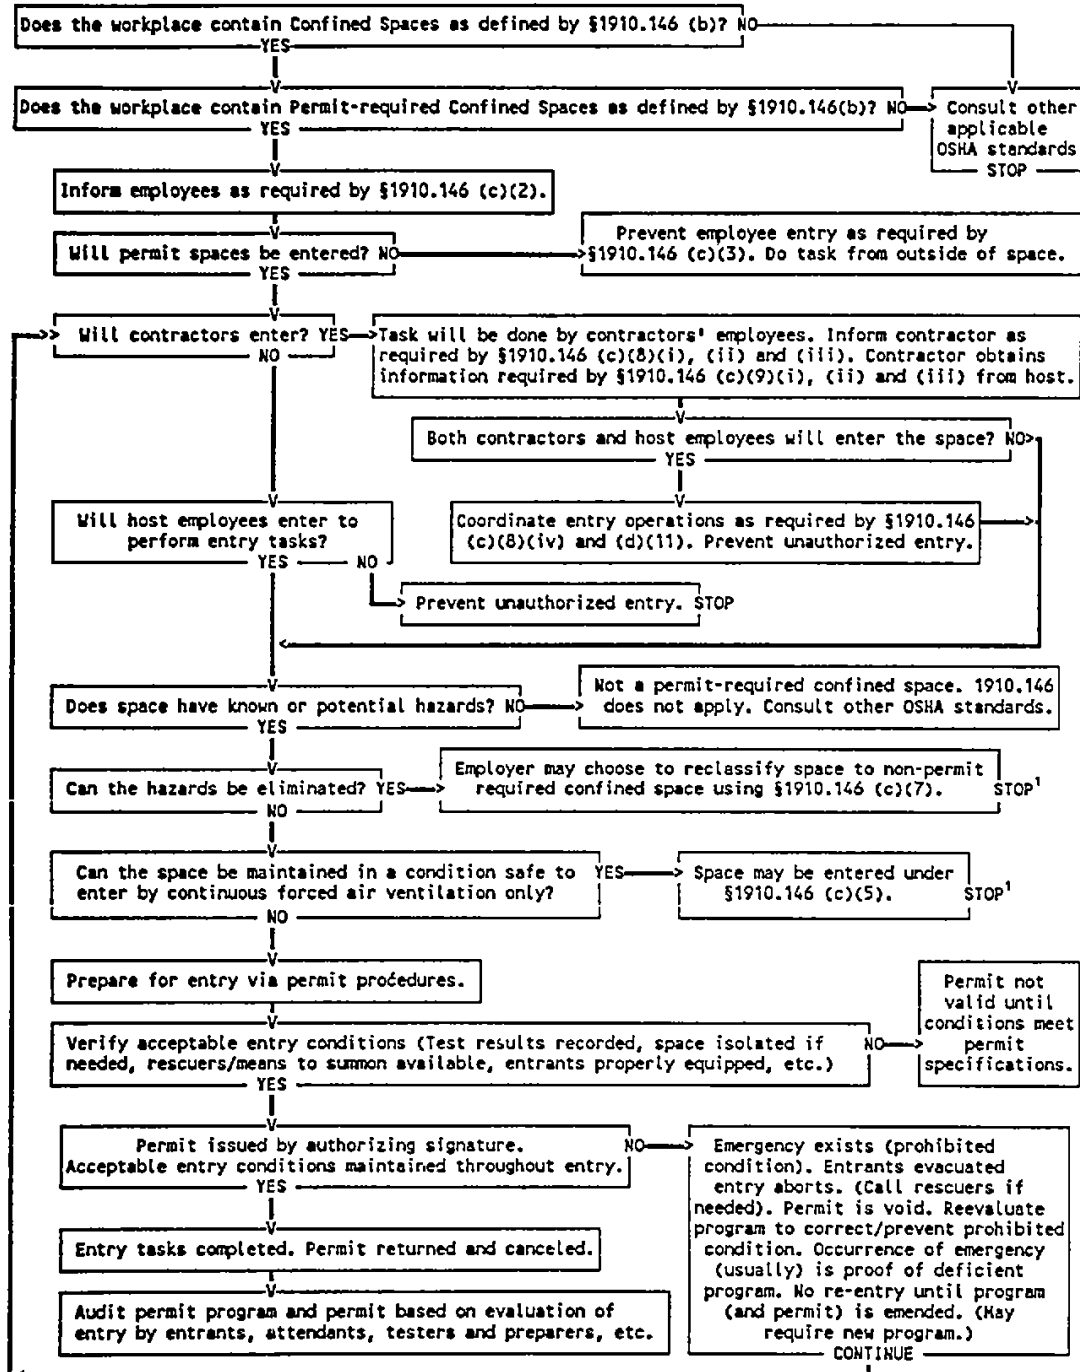 Does the workplace contain Confined Spaces as defined by §1910.146 (b)? NO
YES
Does the workplace contain Permit-required Confined Spaces as defined by §1910.146(b)? NO
YES
Consult other
applicable
OSHA standards
STOP
Inform employees as required by §1910.146 (c)(2).
Will permit spaces be entered? NO
YES
Prevent employee entry as required by
§1910.146 (c)(3). Do task from outside of space.
Will contractors enter? YES
NO
Task will be done by contractors' employees. Inform contractor as
required by §1910.146 (c)(8)(i), (ii) and (iii). Contractor obtains
information required by §1910.146 (c)(9)(i), (ii) and (iii) from host.
Both contractors and host employees will enter the space? NO
YES
Will host employees enter to
perform entry tasks?
YES NO
Coordinate entry operations as required by §1910.146
(c)(8)(iv) and (d)(11). Prevent unauthorized entry.
Prevent unauthorized entry. STOP
Does space have known or potential hazards? NO
YES
Not a permit-required confined space. 1910.146
does not apply. Consult other OSHA standards.
Can the hazards be eliminated? YES
NO
Employer may choose to reclassify space to non-permit
required confined space using §1910.146 (c)(7). STOP¹
Can the space be maintained in a condition safe to
enter by continuous forced air ventilation only?
YES
NO
Space may be entered under
§1910.146 (c)(5). STOP¹
Prepare for entry via permit procedures.
Verify acceptable entry conditions (Test results recorded, space isolated if
needed, rescuers/means to summon available, entrants properly equipped, etc.)
NO
YES
Permit not
valid until
conditions meet
permit
specifications.
Permit issued by authorizing signature.
Acceptable entry conditions maintained throughout entry.
NO
YES
Emergency exists (prohibited
condition). Entrants evacuated
entry aborts. (Call rescuers if
needed). Permit is void. Reevaluate
program to correct/prevent prohibited
condition. Occurrence of emergency
(usually) is proof of deficient
program. No re-entry until program
(and permit) is emended. (May
require new program.)
CONTINUE
Entry tasks completed. Permit returned and canceled.
Audit permit program and permit based on evaluation of
entry by entrants, attendants, testers and preparers, etc.